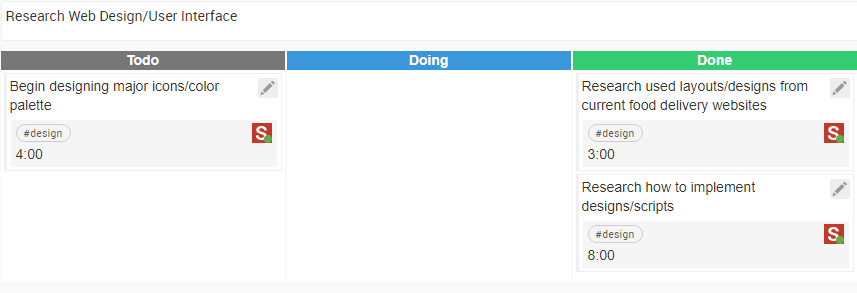 Research Web Design/User Interface
Todo
Doing
Done
Begin designing major icons/color
palette
#design
S
4:00
Research used layouts/designs from
current food delivery websites
#design
S
3:00
Research how to implement
designs/scripts
#design
S
8:00